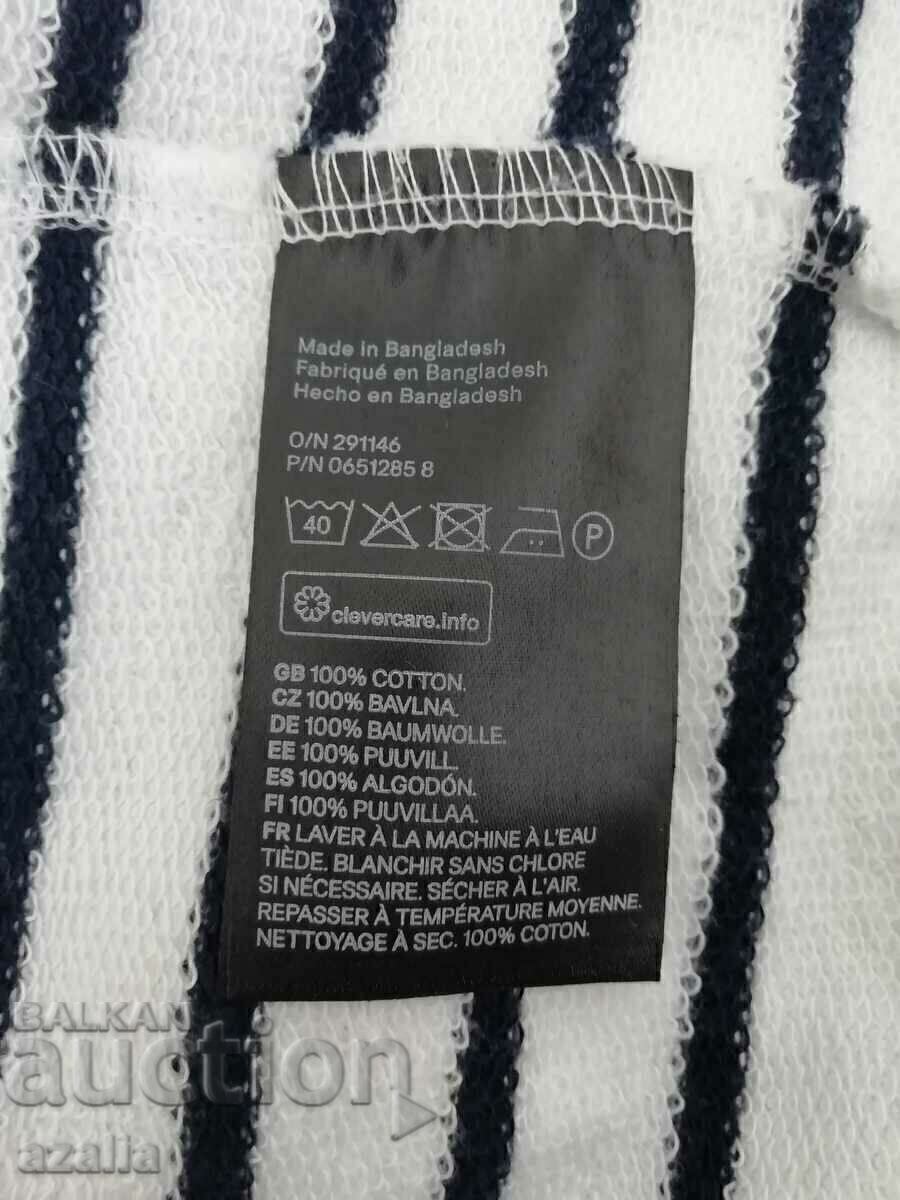 Made in Bangladesh
Fabriqué en Bangladesh
Hecho en Bangladesh
O/N 291146
P/N 0651285 8
40 P
clevercare.info
GB 100% COTTON.
CZ 100% BAVLNA.
DE 100% BAUMWOLLE.
EE 100% PUUVILL.
ES 100% ALGODÓN.
FI 100% PUUVILLAA.
FR LAVER À LA MACHINE À L'EAU
TIÈDE. BLANCHIR SANS CHLORE
SI NÉCESSAIRE. SÉCHER À L'AIR.
REPASSER À TEMPÉRATURE MOYENNE.
NETTOYAGE À SEC. 100% COTON.
BALKAN
auction
azalia